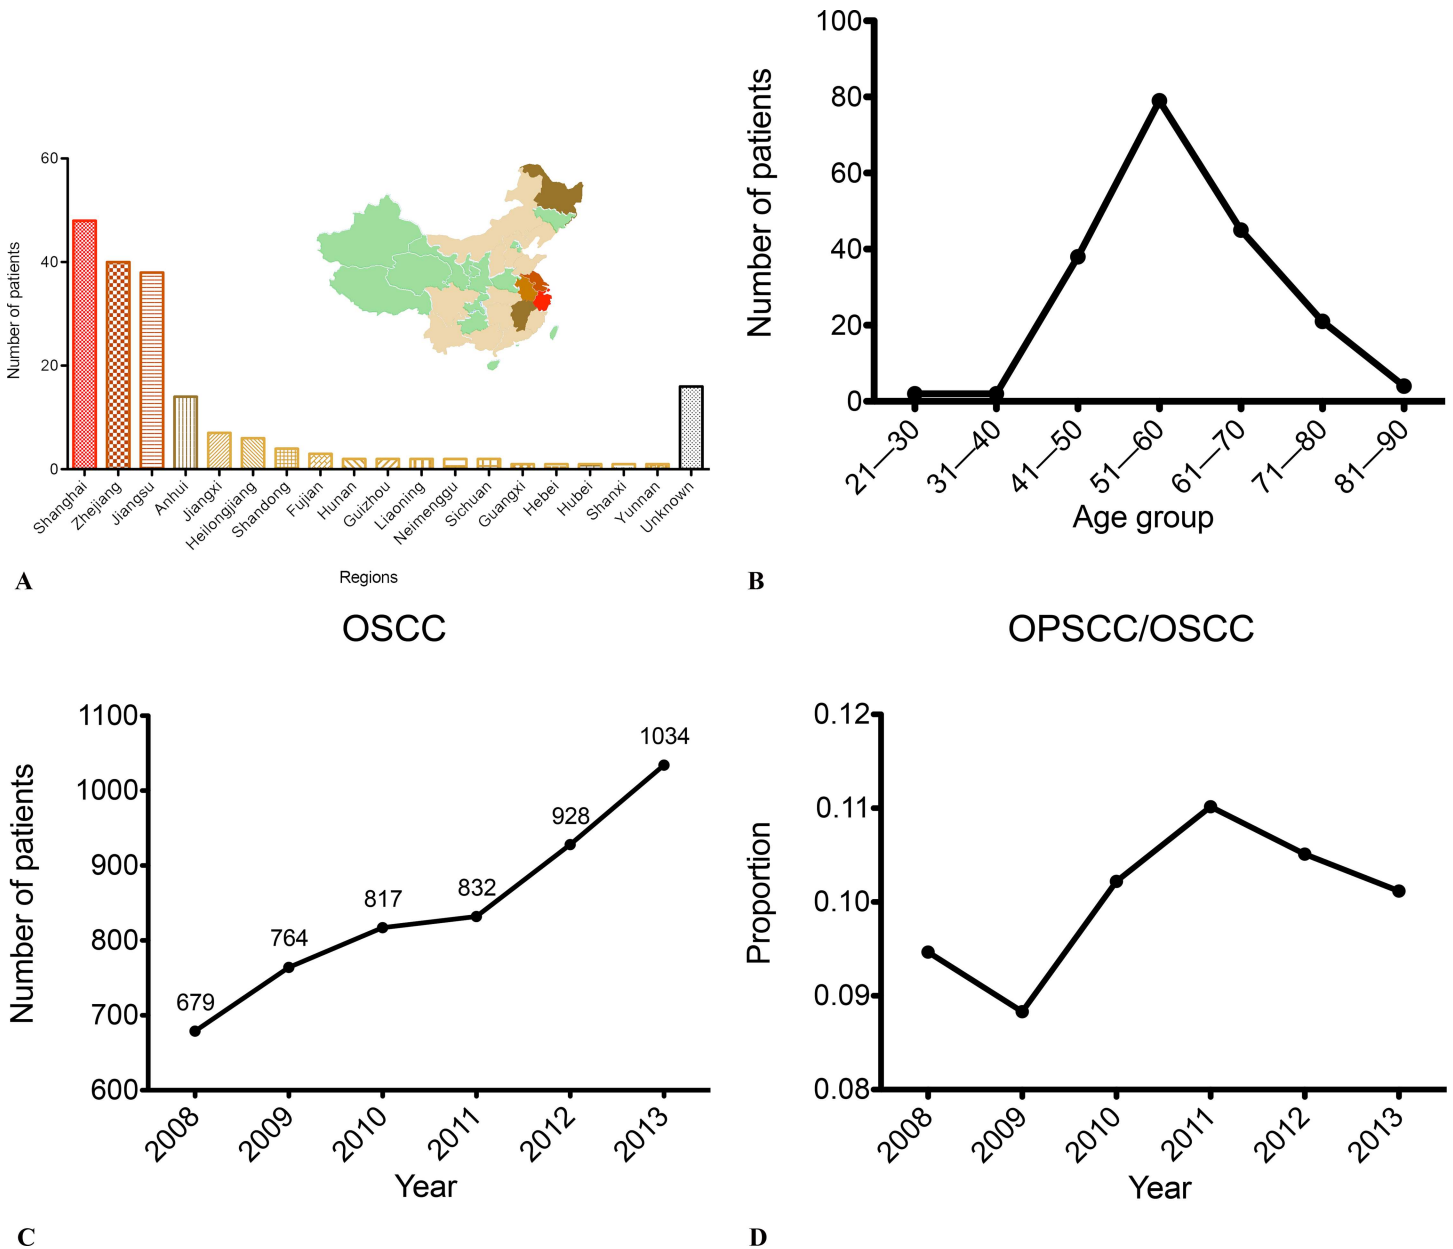 60
40
20
0
Number of patients
Shanghai
Zhejiang
Jiangsu
Anhui
Jiangxi
Heilongjiang
Shandong
Fujian
Hunan
Guizhou
Liaoning
Neimenggu
Sichuan
Guangxi
Hebei
Hubei
Shanxi
Yunnan
Unknown
Regions
A
100
80
60
40
20
0
Number of patients
21—30
31—40
41—50
51—60
61—70
71—80
81—90
Age group
B
OSCC
1100
1000
900
800
700
600
Number of patients
679
764
817
832
928
1034
2008
2009
2010
2011
2012
2013
Year
C
OPSCC/OSCC
0.12
0.11
0.10
0.09
0.08
Proportion
2008
2009
2010
2011
2012
2013
Year
D